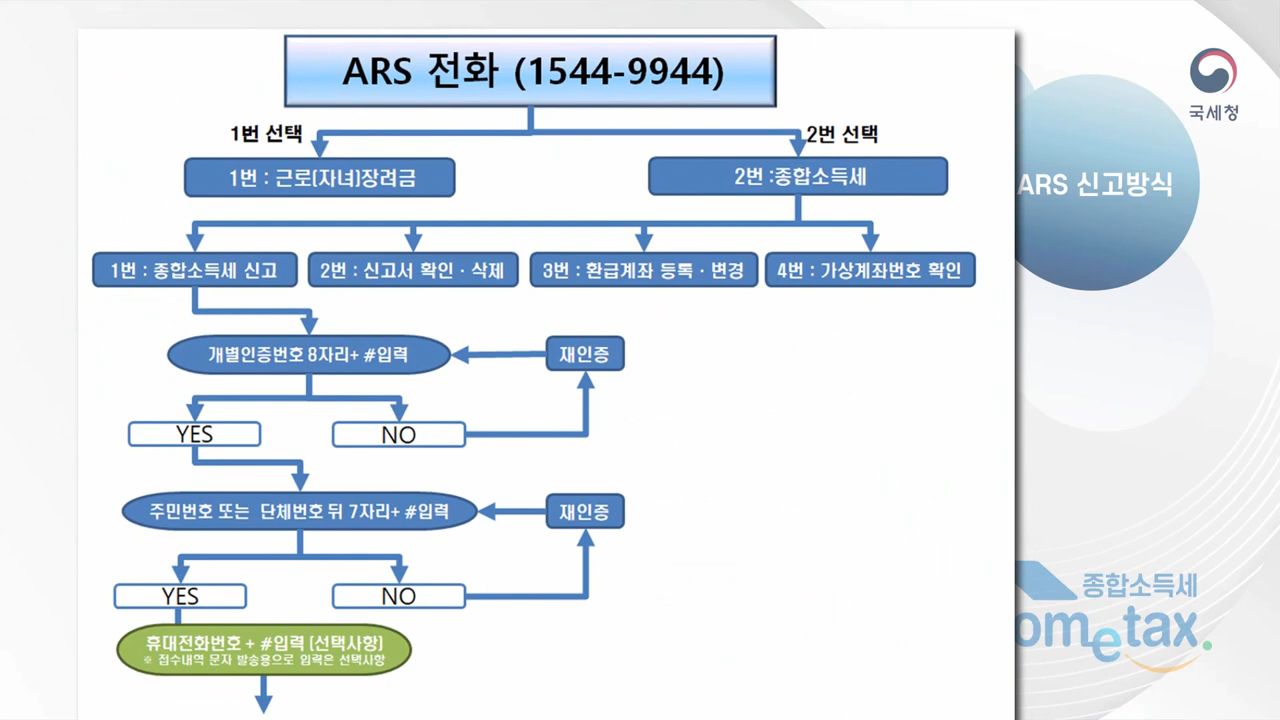 ARS 전화 (1544-9944)
국세청
1번 선택
2번 선택
1번 : 근로(자녀)장려금
2번 :종합소득세
ARS 신고방식
1번 : 종합소득세 신고
2번 : 신고서 확인 · 삭제
3번 : 환급계좌 등록 · 변경
4번 : 가상계좌번호 확인
개별인증번호 8자리+ #입력
재인증
YES
NO
주민번호 또는 단체번호 뒤 7자리+ #입력
재인증
YES
NO
종합소득세
ometax.
휴대전화번호 + #입력 (선택사항)
※ 접수내역 문자 발송용으로 입력은 선택사항